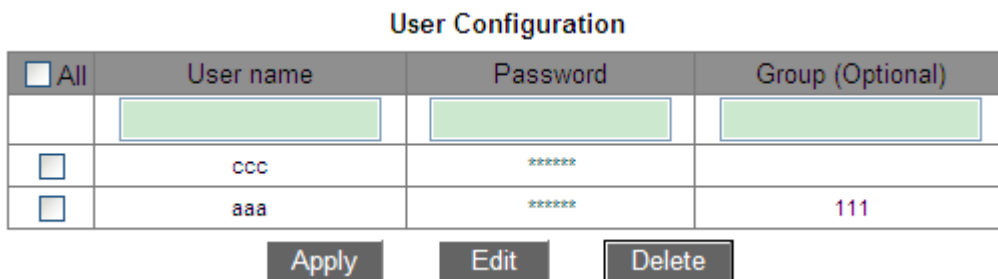 User Configuration
All User name Password Group (Optional)
ccc ******
aaa ****** 111
Apply Edit Delete